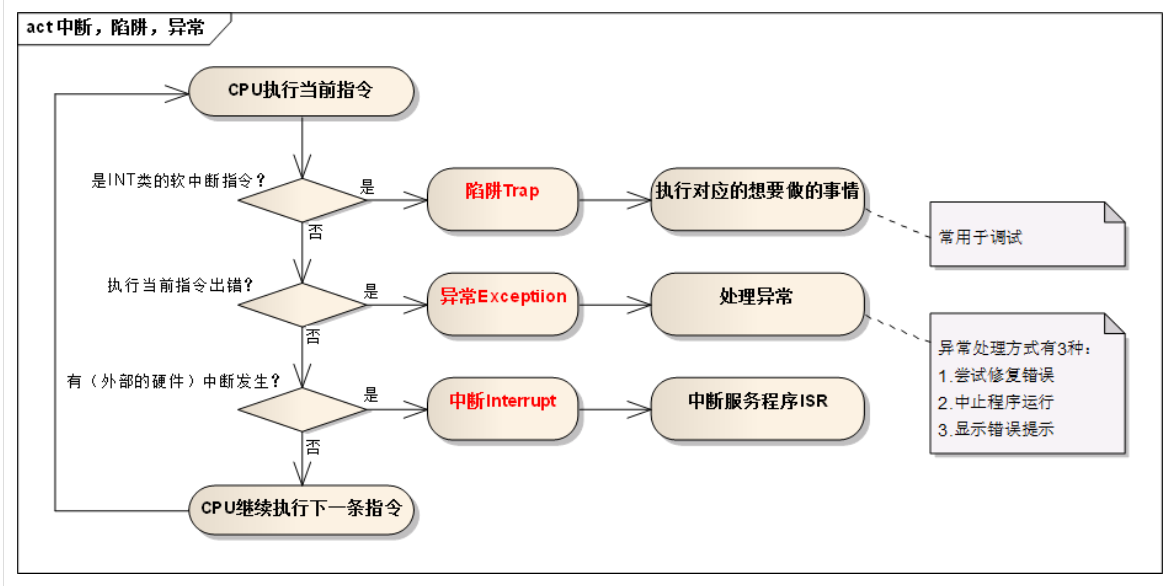 act 中断，陷阱，异常
CPU执行当前指令
是INT类的软中断指令？
是
陷阱Trap
执行对应的想要做的事情
常用于调试
否
执行当前指令出错？
是
异常Exceptiion
处理异常
异常处理方式有3种：
1.尝试修复错误
2.中止程序运行
3.显示错误提示
否
有（外部的硬件）中断发生？
是
中断Interrupt
中断服务程序ISR
否
CPU继续执行下一条指令